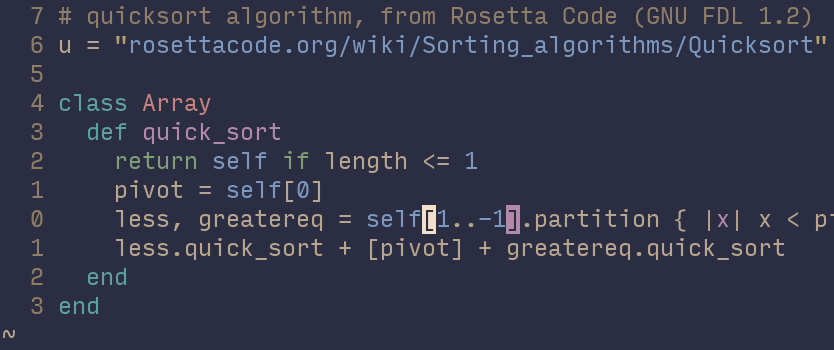 7 # quicksort algorithm, from Rosetta Code (GNU FDL 1.2)
6 u = "rosettacode.org/wiki/Sorting_algorithms/Quicksort"
5
4 class Array
3   def quick_sort
2     return self if length <= 1
1     pivot = self[0]
0     less, greatereq = self[1..-1].partition { |x| x < pi
1     less.quick_sort + [pivot] + greatereq.quick_sort
2   end
3 end
~